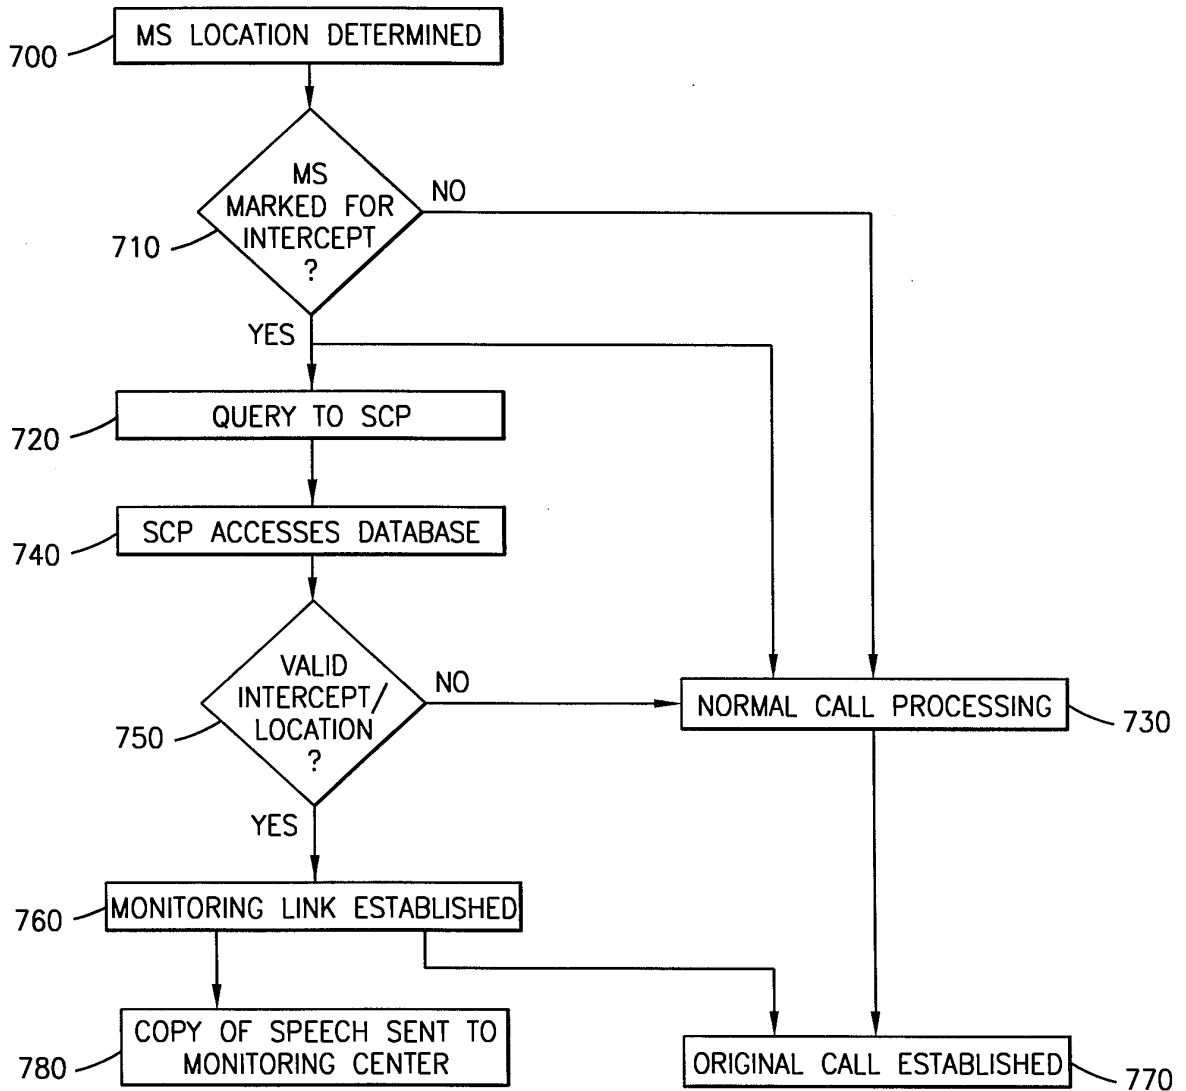 700
MS LOCATION DETERMINED
MS
MARKED FOR
INTERCEPT
?
710
NO
YES
720
QUERY TO SCP
740
SCP ACCESSES DATABASE
VALID
INTERCEPT/
LOCATION
?
750
NO
NORMAL CALL PROCESSING
730
YES
760
MONITORING LINK ESTABLISHED
780
COPY OF SPEECH SENT TO
MONITORING CENTER
ORIGINAL CALL ESTABLISHED
770